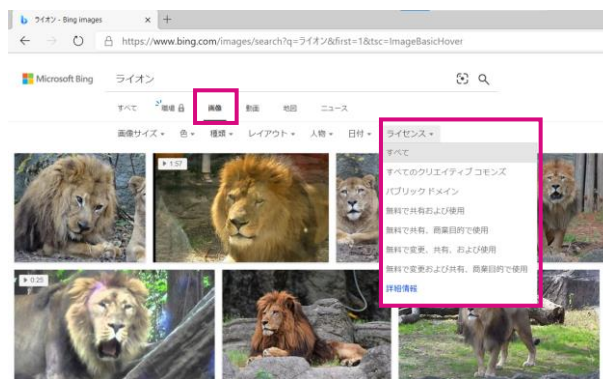 ライオン - Bing images
https://www.bing.com/images/search?q=ライオン&first=1&tsc=ImageBasicHover
Microsoft Bing ライオン
すべて 職場 画像 動画 地図 ニュース
画像サイズ 色 種類 レイアウト 人物 日付 ライセンス
すべて
すべてのクリエイティブ コモンズ
パブリック ドメイン
無料で共有および使用
無料で共有、商業目的で使用
無料で変更、共有、および使用
無料で変更および共有、商業目的で使用
詳細情報
1:57
0:25